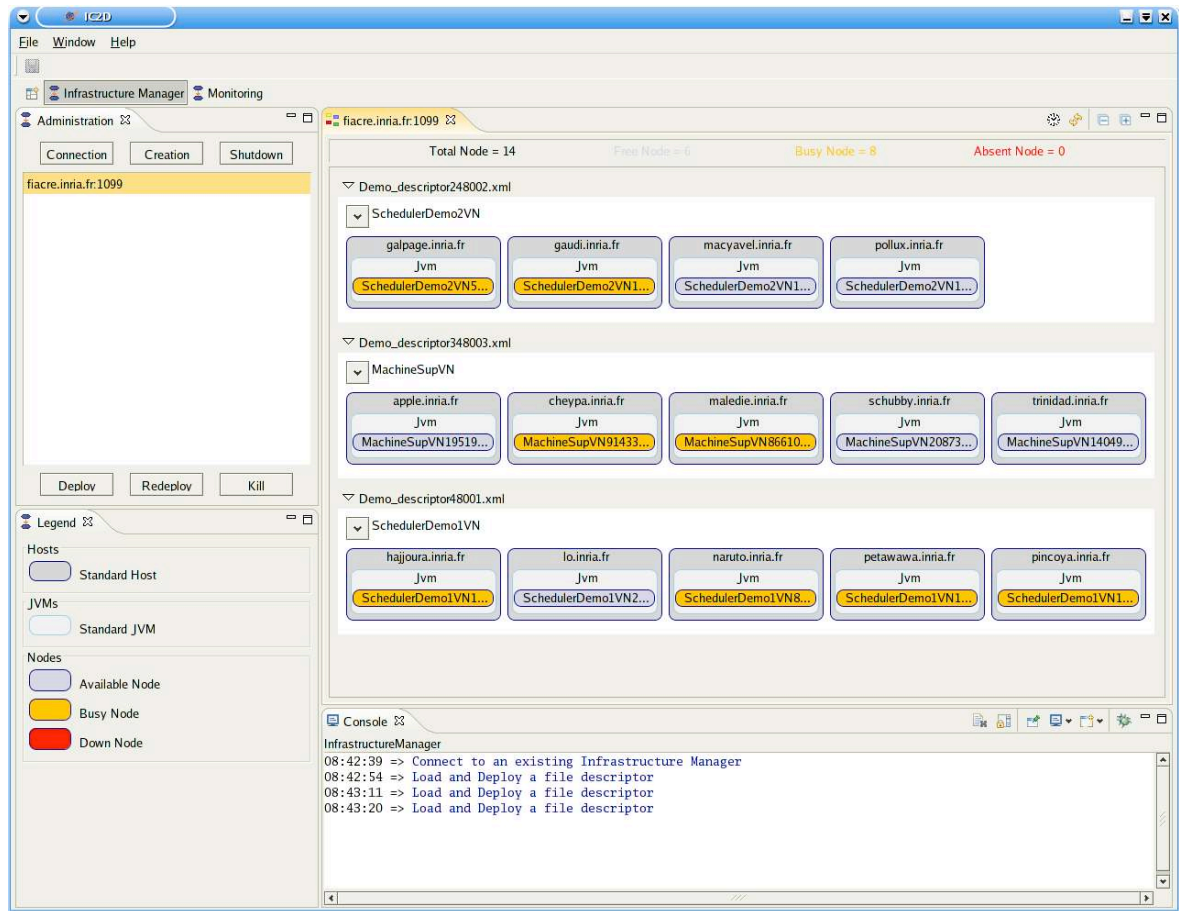 IC2D
File Window Help
Infrastructure Manager Monitoring
Administration
Connection Creation Shutdown
fiacre.inria.fr:1099
Deploy Redeploy Kill
Legend
Hosts
Standard Host
JVMs
Standard JVM
Nodes
Available Node
Busy Node
Down Node
fiacre.inria.fr:1099
Total Node = 14 Free Node = 6 Busy Node = 8 Absent Node = 0
Demo_descriptor248002.xml
SchedulerDemo2VN
galpage.inria.fr gaudi.inria.fr macyavel.inria.fr pollux.inria.fr
Jvm Jvm Jvm Jvm
SchedulerDemo2VN5... SchedulerDemo2VN1... SchedulerDemo2VN1... SchedulerDemo2VN1...
Demo_descriptor348003.xml
MachineSupVN
apple.inria.fr cheypa.inria.fr maledie.inria.fr schubby.inria.fr trinidad.inria.fr
Jvm Jvm Jvm Jvm Jvm
MachineSupVN19519... MachineSupVN91433... MachineSupVN86610... MachineSupVN20873... MachineSupVN14049...
Demo_descriptor48001.xml
SchedulerDemo1VN
hajjoura.inria.fr lo.inria.fr naruto.inria.fr petawawa.inria.fr pincoya.inria.fr
Jvm Jvm Jvm Jvm Jvm
SchedulerDemo1VN1... SchedulerDemo1VN2... SchedulerDemo1VN8... SchedulerDemo1VN1... SchedulerDemo1VN1...
Console
InfrastructureManager
08:42:39 => Connect to an existing Infrastructure Manager
08:42:54 => Load and Deploy a file descriptor
08:43:11 => Load and Deploy a file descriptor
08:43:20 => Load and Deploy a file descriptor